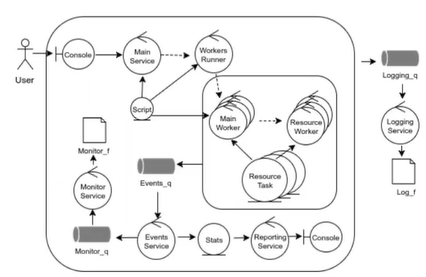 User
Console
Main
Service
Workers
Runner
Logging_q
Script
Main
Worker
Resource
Worker
Logging
Service
Monitor_f
Events_q
Resource
Task
Monitor
Service
Log_f
Monitor_q
Events
Service
Stats
Reporting
Service
Console